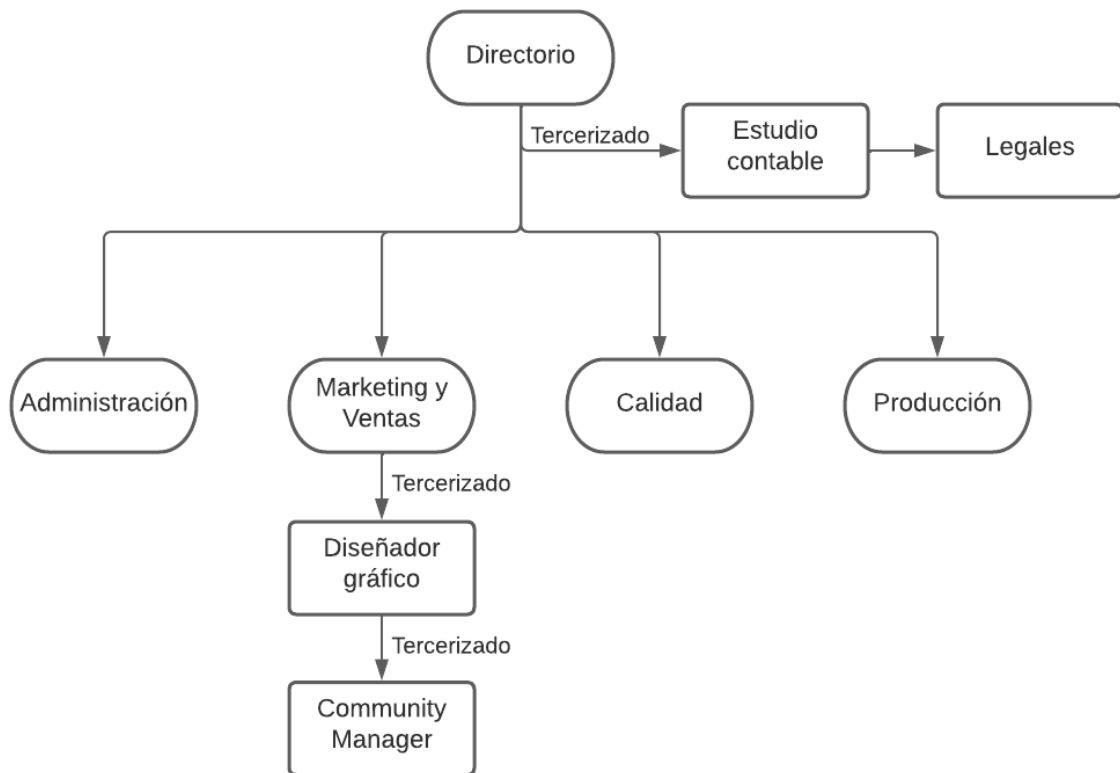 Directorio
Tercerizado
Estudio
contable
Legales
Administración
Marketing y
Ventas
Calidad
Producción
Tercerizado
Diseñador
gráfico
Tercerizado
Community
Manager